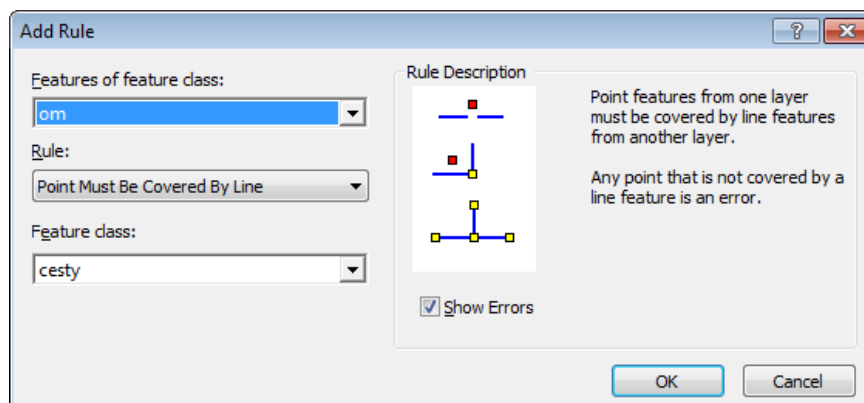 Add Rule
Features of feature class:
om
Rule:
Point Must Be Covered By Line
Feature class:
cesty
Rule Description
Point features from one layer
must be covered by line features
from another layer.
Any point that is not covered by a
line feature is an error.
Show Errors
OK
Cancel